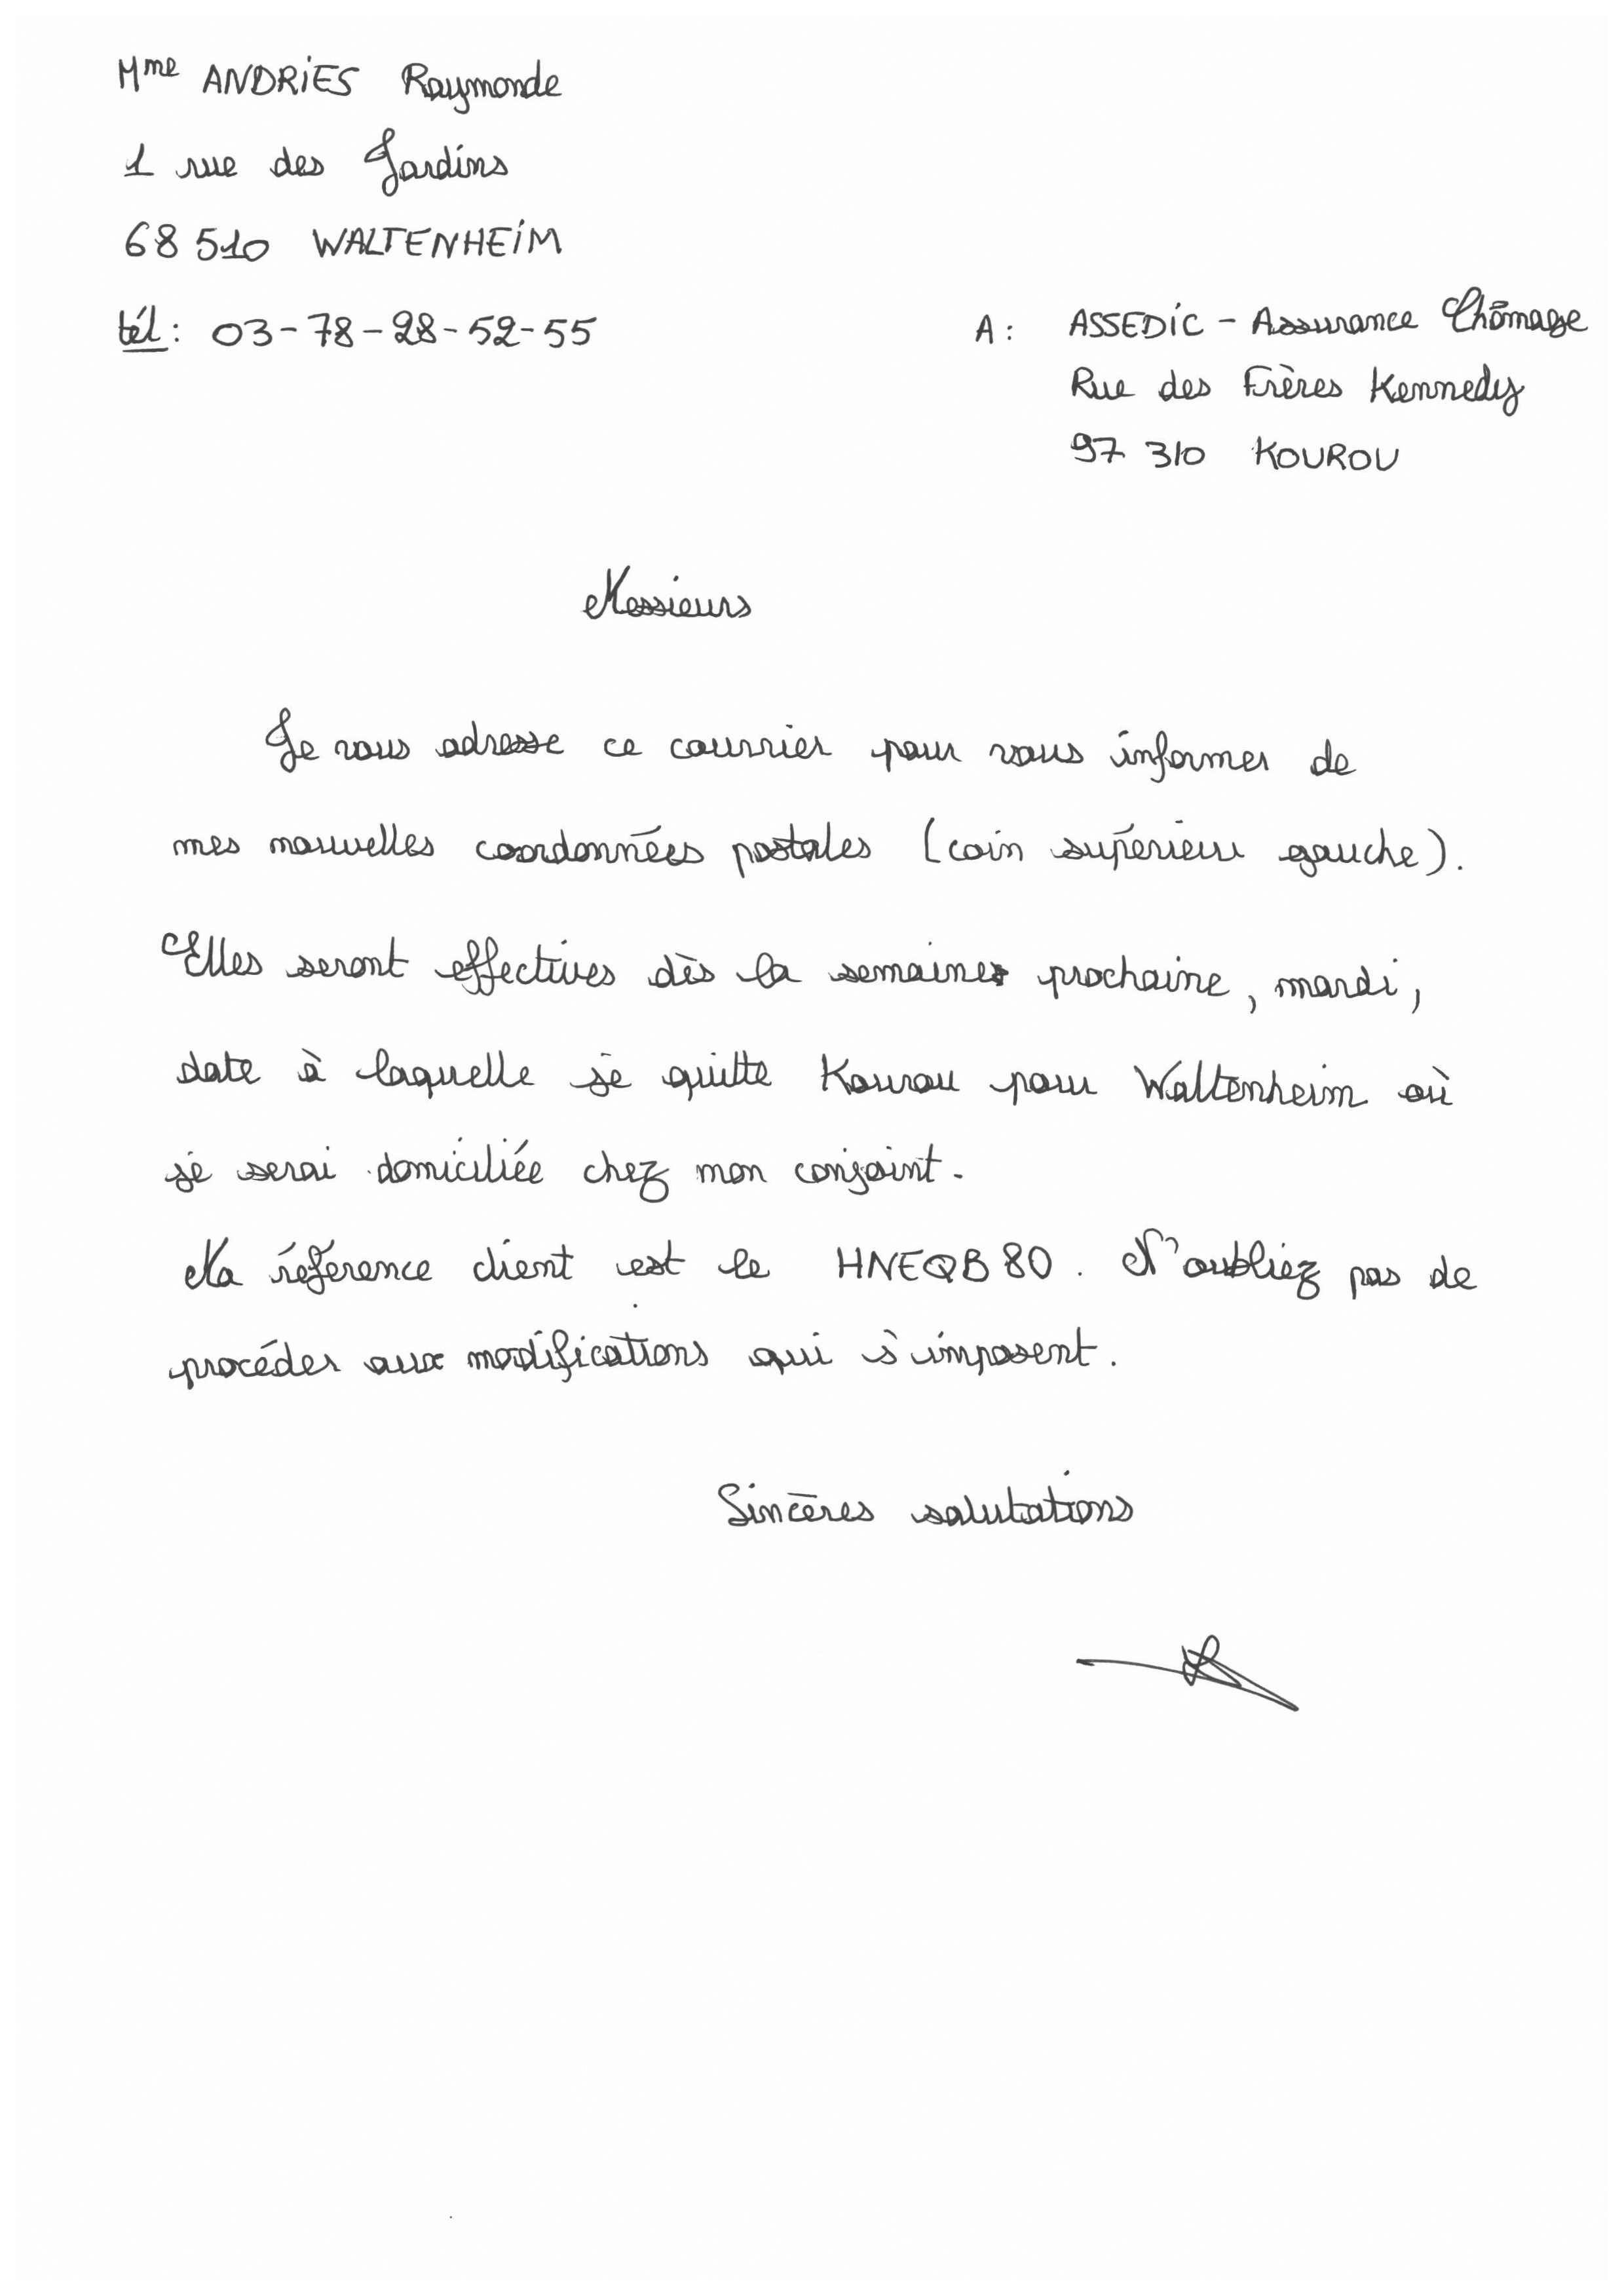 Mme ANDRIES Raymonde
1 rue des Jardins
68 510 WALTENHEIM
tél : 03-78-28-52-55
A : ASSEDIC - Assurance Chômage
Rue des Frères Kennedy
97 310 KOUROU
Messieurs
Je vous adresse ce courrier pour vous informer de
mes nouvelles coordonnées postales (coin supérieur gauche).
Elles seront effectives dès la semaine prochaine, mardi,
date à laquelle je quitte Kourou pour Waltenheim où
je serai domiciliée chez mon conjoint.
Ma référence client est le HNEQB80. N'oubliez pas de
procéder aux modifications qui s'imposent.
Sincères salutations